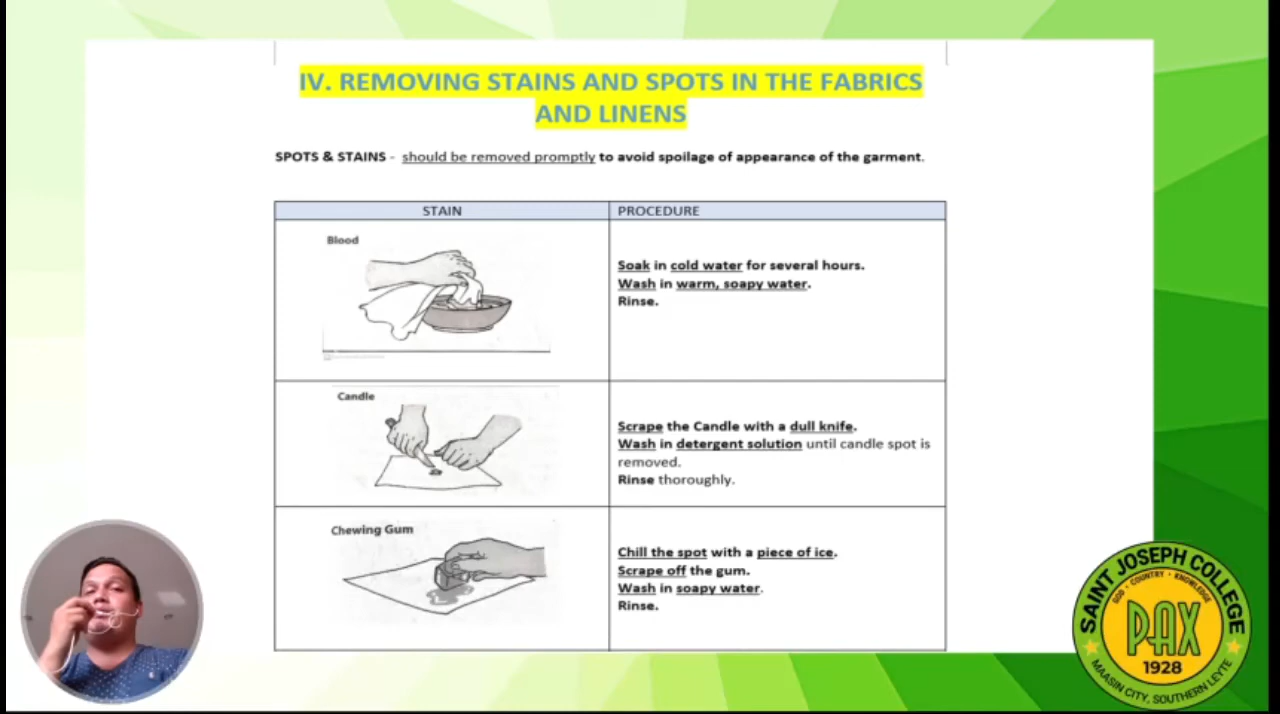 IV. REMOVING STAINS AND SPOTS IN THE FABRICS
AND LINENS
SPOTS & STAINS - should be removed promptly to avoid spoilage of appearance of the garment.
STAIN
PROCEDURE
Blood
Soak in cold water for several hours.
Wash in warm, soapy water.
Rinse.
Candle
Scrape the Candle with a dull knife.
Wash in detergent solution until candle spot is
removed.
Rinse thoroughly.
Chewing Gum
Chill the spot with a piece of ice.
Scrape off the gum.
Wash in soapy water.
Rinse.
SAINT JOSEPH COLLEGE
GOD • COUNTRY • KNOWLEDGE
PAX
1928
MAASIN CITY, SOUTHERN LEYTE